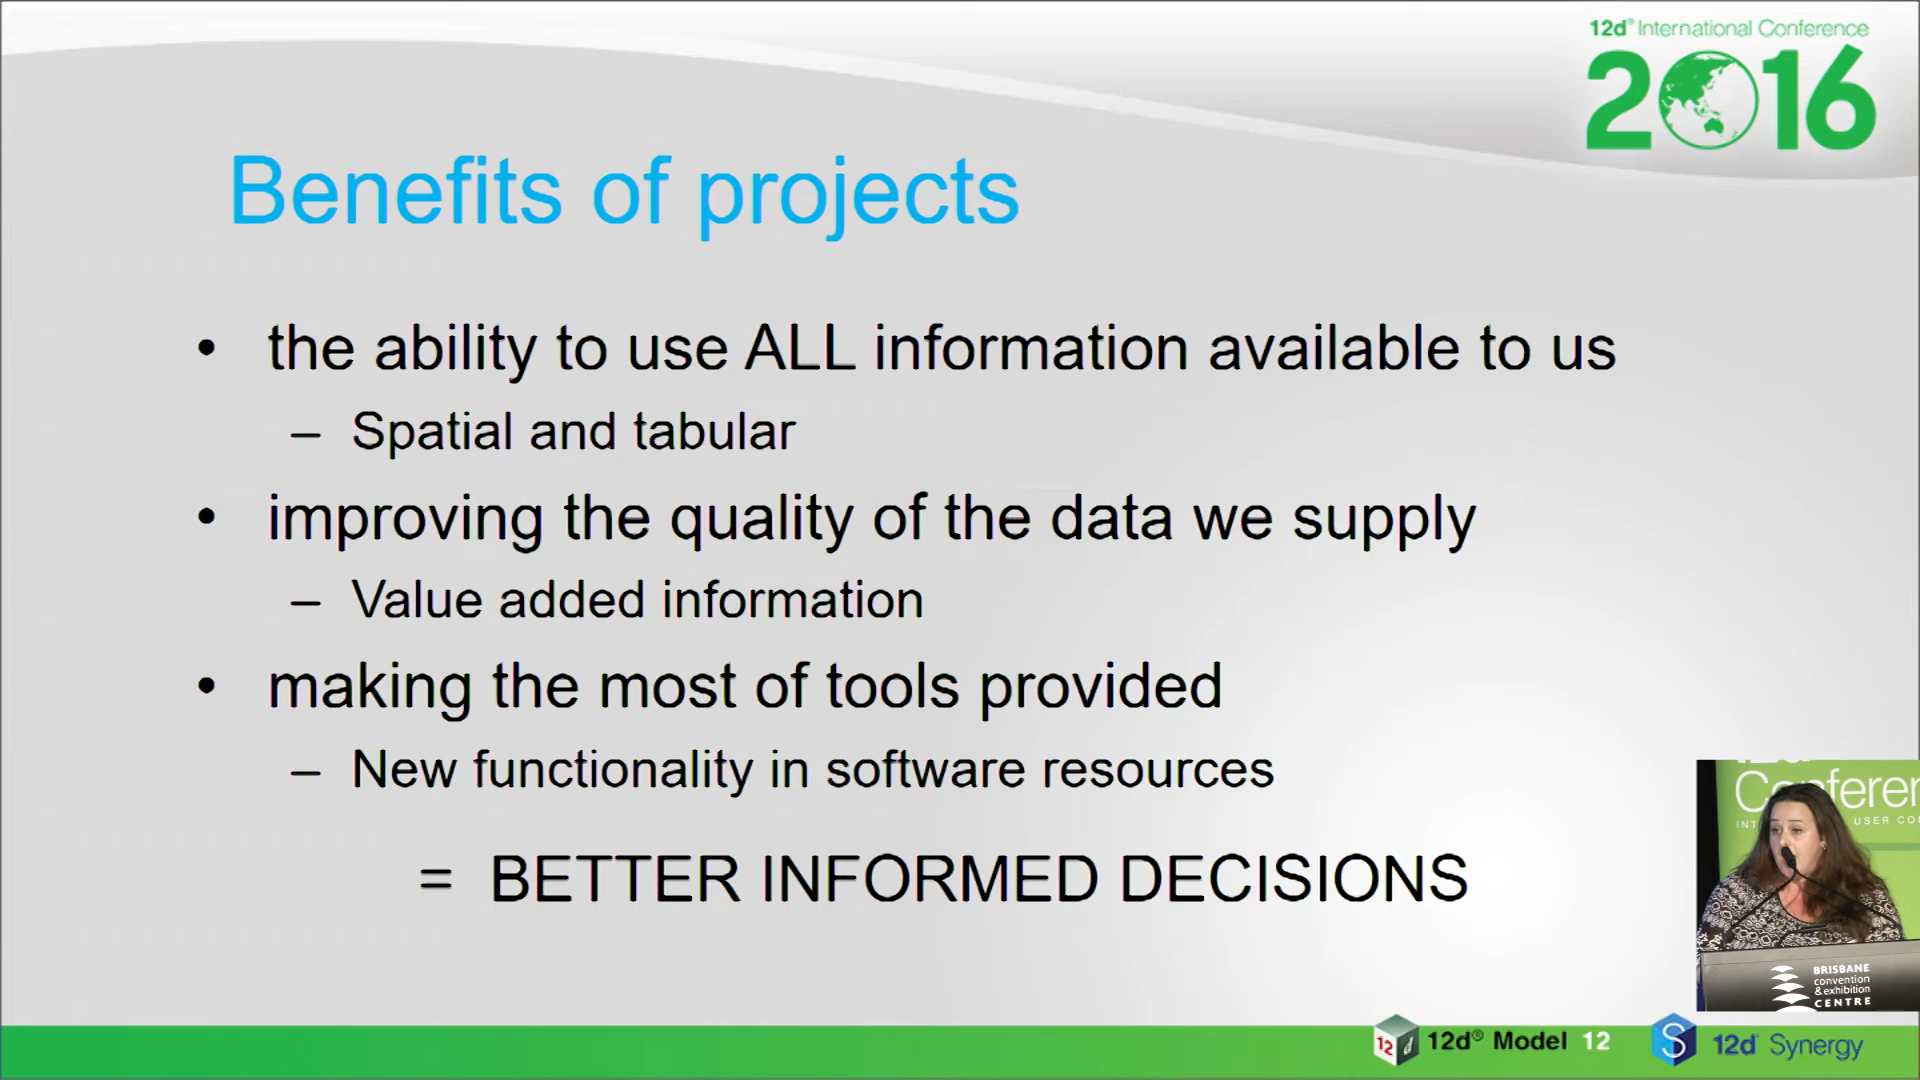 12d® International Conference
2016
Benefits of projects
• the ability to use ALL information available to us
– Spatial and tabular
• improving the quality of the data we supply
– Value added information
• making the most of tools provided
– New functionality in software resources
= BETTER INFORMED DECISIONS
USER
BRISBANE
convention
& exhibition
CENTRE
12 d 12d® Model 12
S 12d Synergy